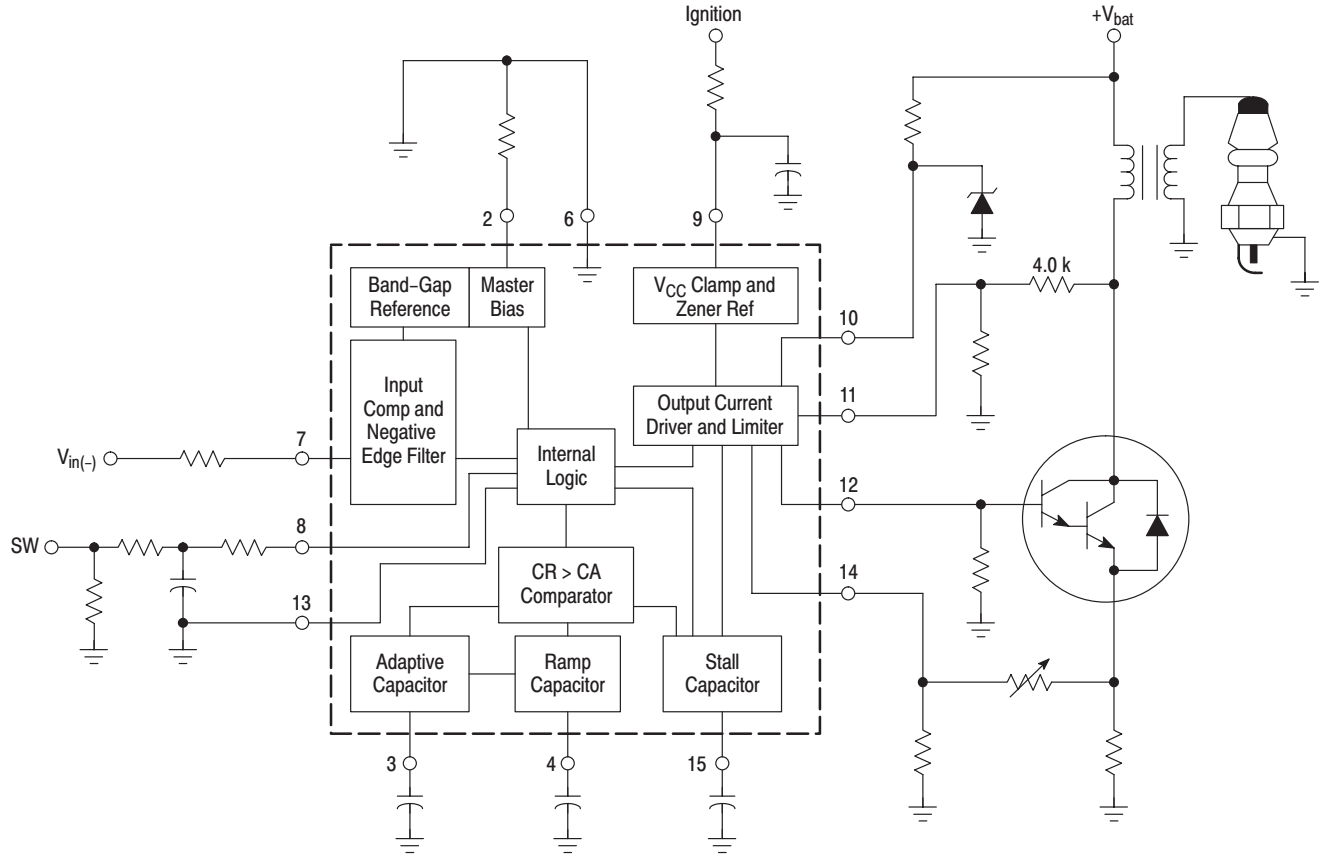 Ignition
+Vbat
2
6
9
4.0 k
Band–Gap
Reference
Master
Bias
VCC Clamp and
Zener Ref
10
Input
Comp and
Negative
Edge Filter
Output Current
Driver and Limiter
11
7
Vin(–)
Internal
Logic
12
8
SW
CR > CA
Comparator
14
13
Adaptive
Capacitor
Ramp
Capacitor
Stall
Capacitor
3
4
15